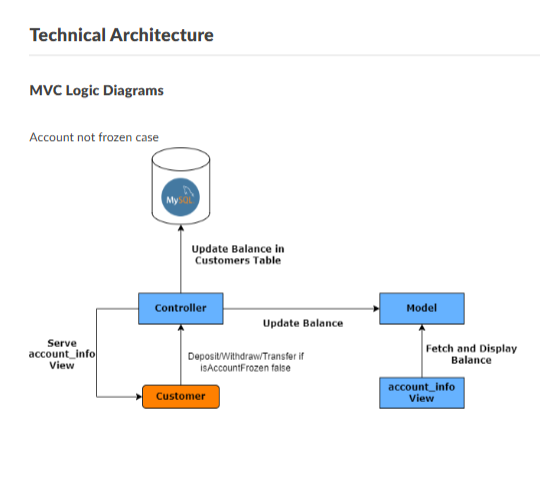 Technical Architecture
MVC Logic Diagrams
Account not frozen case
MySQL
Update Balance in
Customers Table
Controller
Model
Update Balance
Serve
account_info
View
Deposit/Withdraw/Transfer if
isAccountFrozen false
Fetch and Display
Balance
Customer
account_info
View